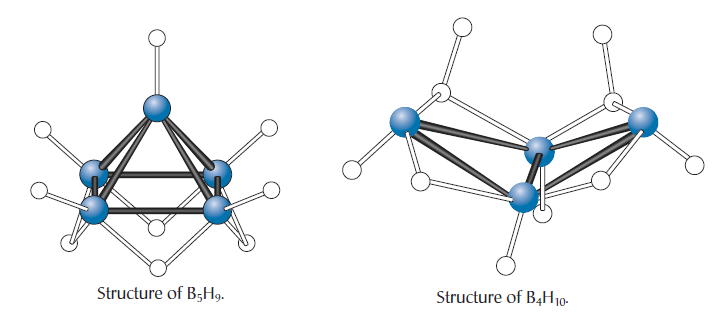 Structure of B₅H₉.
Structure of B₄H₁₀.